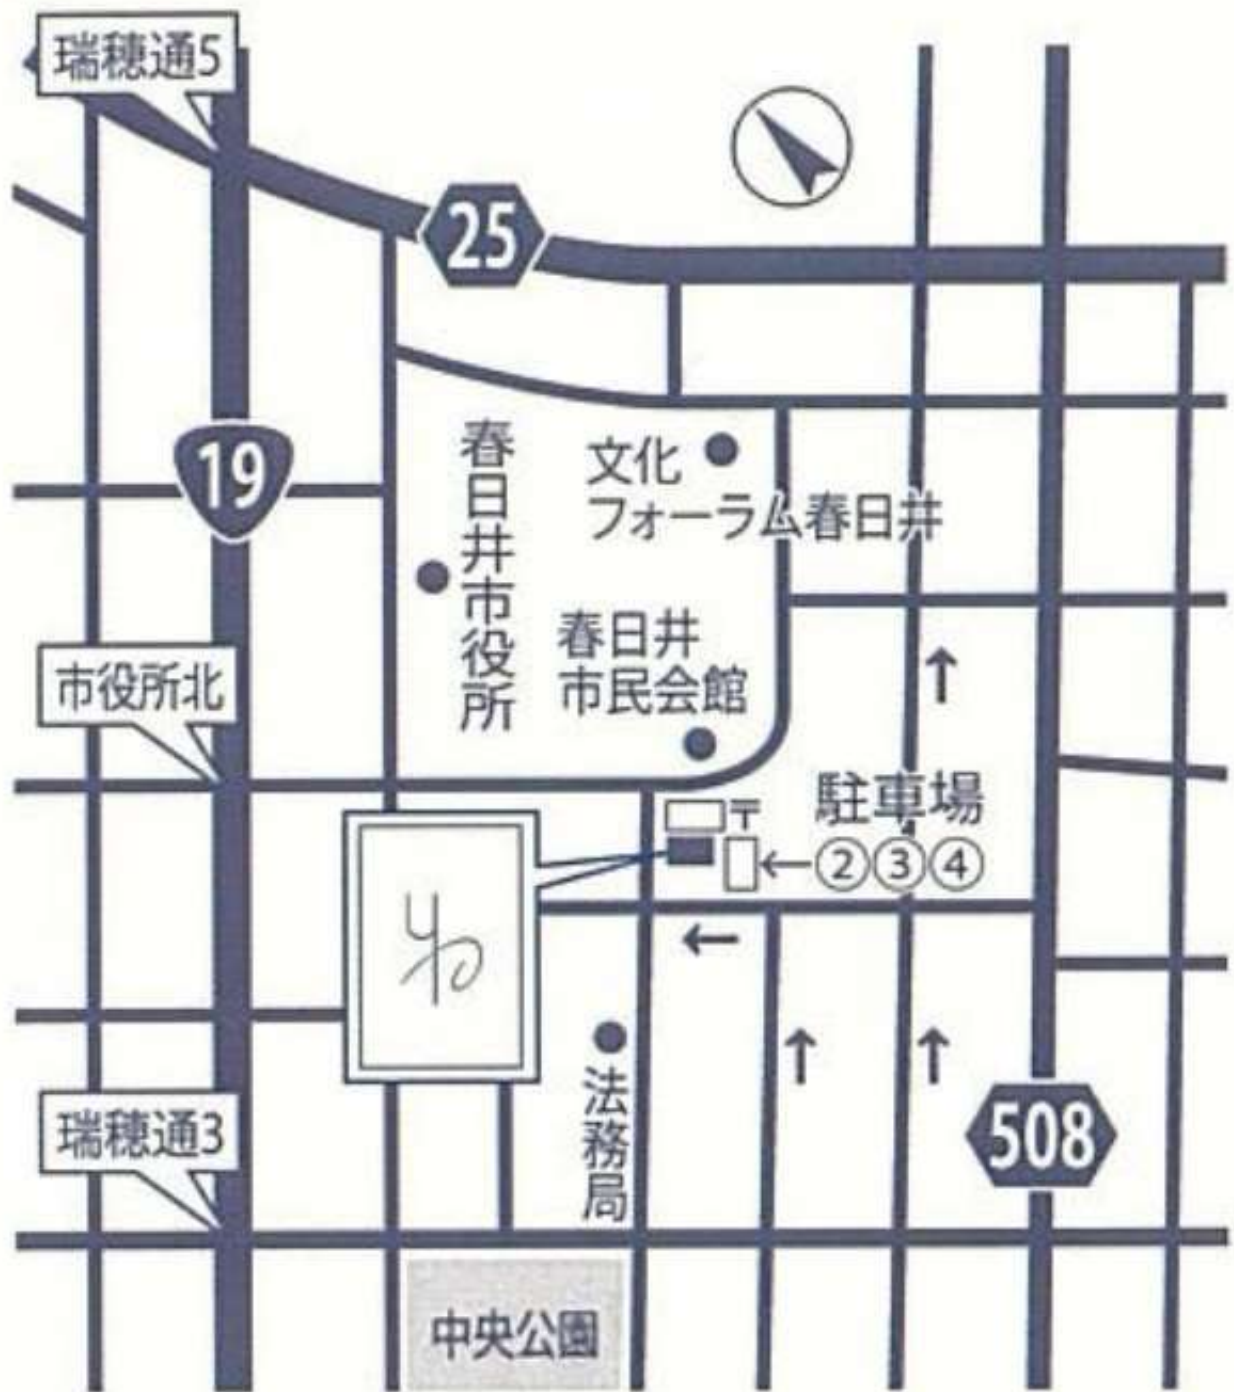 瑞穂通5
25
19
春日井市役所
文化
フォーラム春日井
春日井
市民会館
市役所北
〒
駐車場
←②③④
←
↑
↑
↑
法務局
508
瑞穂通3
中央公園